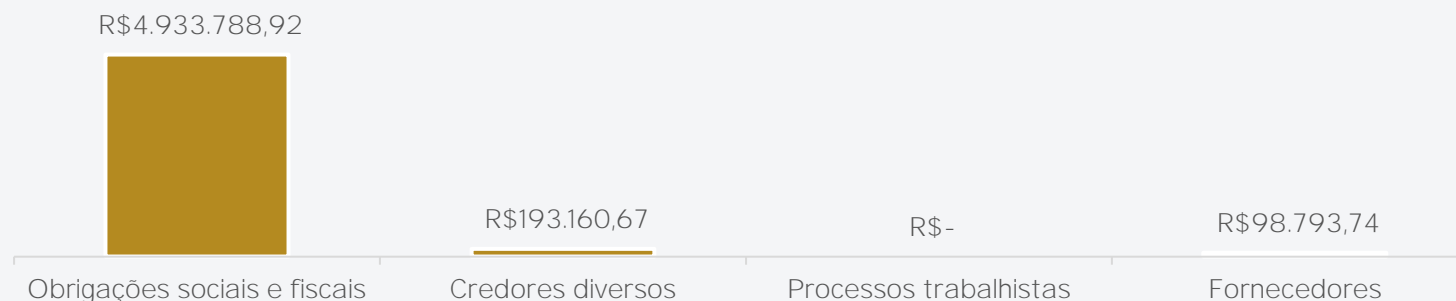 R$4.933.788,92
R$193.160,67
R$-
R$98.793,74
Obrigações sociais e fiscais
Credores diversos
Processos trabalhistas
Fornecedores